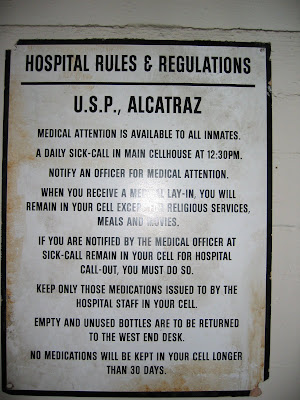 HOSPITAL RULES & REGULATIONS
U.S.P., ALCATRAZ
MEDICAL ATTENTION IS AVAILABLE TO ALL INMATES.
A DAILY SICK-CALL IN MAIN CELLHOUSE AT 12:30PM.
NOTIFY AN OFFICER FOR MEDICAL ATTENTION.
WHEN YOU RECEIVE A MEDICAL LAY-IN, YOU WILL
REMAIN IN YOUR CELL RELIGIOUS SERVICES,
MEALS AND MOVIES.
IF YOU ARE NOTIFIED BY THE MEDICAL OFFICER AT
SICK-CALL REMAIN IN YOUR CELL FOR HOSPITAL
CALL-OUT, YOU MUST DO SO.
KEEP ONLY THOSE MEDICATIONS ISSUED TO BY THE
HOSPITAL STAFF IN YOUR CELL.
EMPTY AND UNUSED BOTTLES ARE TO BE RETURNED
TO THE WEST END DESK.
NO MEDICATIONS WILL BE KEPT IN YOUR CELL LONGER
THAN 30 DAYS.